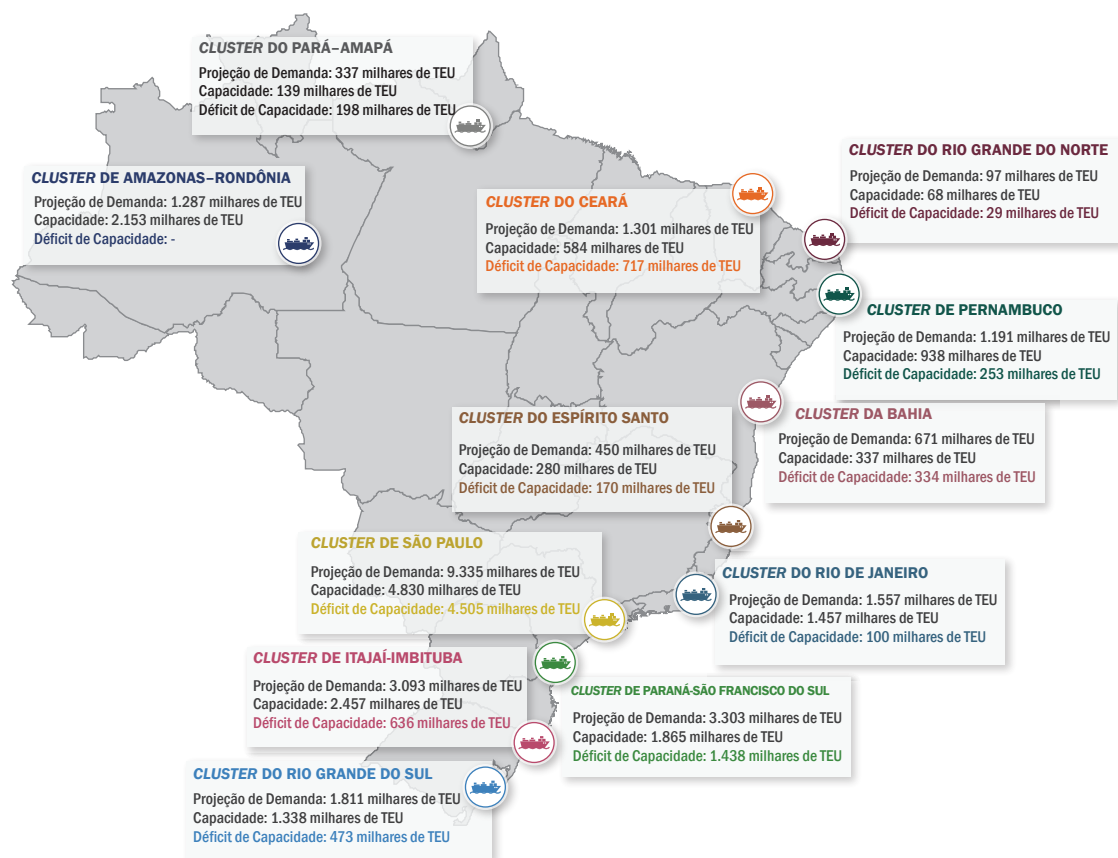 CLUSTER DO PARÁ–AMAPÁ
Projeção de Demanda: 337 milhares de TEU
Capacidade: 139 milhares de TEU
Déficit de Capacidade: 198 milhares de TEU
CLUSTER DE AMAZONAS–RONDÔNIA
Projeção de Demanda: 1.287 milhares de TEU
Capacidade: 2.153 milhares de TEU
Déficit de Capacidade: -
CLUSTER DO CEARÁ
Projeção de Demanda: 1.301 milhares de TEU
Capacidade: 584 milhares de TEU
Déficit de Capacidade: 717 milhares de TEU
CLUSTER DO RIO GRANDE DO NORTE
Projeção de Demanda: 97 milhares de TEU
Capacidade: 68 milhares de TEU
Déficit de Capacidade: 29 milhares de TEU
CLUSTER DE PERNAMBUCO
Projeção de Demanda: 1.191 milhares de TEU
Capacidade: 938 milhares de TEU
Déficit de Capacidade: 253 milhares de TEU
CLUSTER DA BAHIA
Projeção de Demanda: 671 milhares de TEU
Capacidade: 337 milhares de TEU
Déficit de Capacidade: 334 milhares de TEU
CLUSTER DO ESPÍRITO SANTO
Projeção de Demanda: 450 milhares de TEU
Capacidade: 280 milhares de TEU
Déficit de Capacidade: 170 milhares de TEU
CLUSTER DE SÃO PAULO
Projeção de Demanda: 9.335 milhares de TEU
Capacidade: 4.830 milhares de TEU
Déficit de Capacidade: 4.505 milhares de TEU
CLUSTER DO RIO DE JANEIRO
Projeção de Demanda: 1.557 milhares de TEU
Capacidade: 1.457 milhares de TEU
Déficit de Capacidade: 100 milhares de TEU
CLUSTER DE ITAJAÍ-IMBITUBA
Projeção de Demanda: 3.093 milhares de TEU
Capacidade: 2.457 milhares de TEU
Déficit de Capacidade: 636 milhares de TEU
CLUSTER DE PARANÁ-SÃO FRANCISCO DO SUL
Projeção de Demanda: 3.303 milhares de TEU
Capacidade: 1.865 milhares de TEU
Déficit de Capacidade: 1.438 milhares de TEU
CLUSTER DO RIO GRANDE DO SUL
Projeção de Demanda: 1.811 milhares de TEU
Capacidade: 1.338 milhares de TEU
Déficit de Capacidade: 473 milhares de TEU